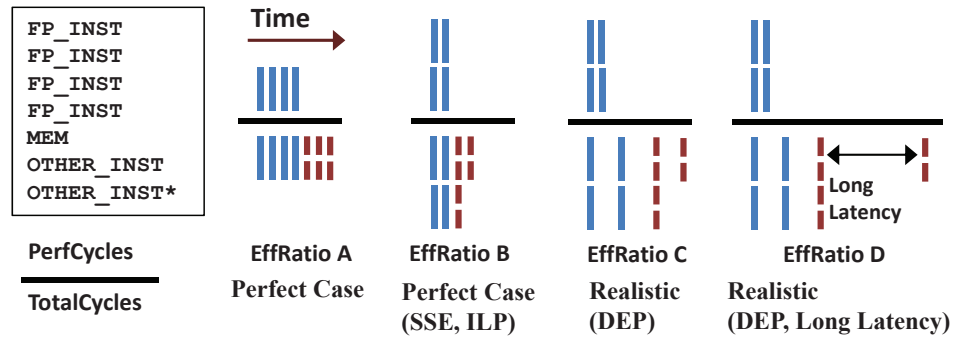 FP_INST
FP_INST
FP_INST
FP_INST
MEM
OTHER_INST
OTHER_INST*
PerfCycles
TotalCycles
Time
Long
Latency
EffRatio A
Perfect Case
EffRatio B
Perfect Case
(SSE, ILP)
EffRatio C
Realistic
(DEP)
EffRatio D
Realistic
(DEP, Long Latency)